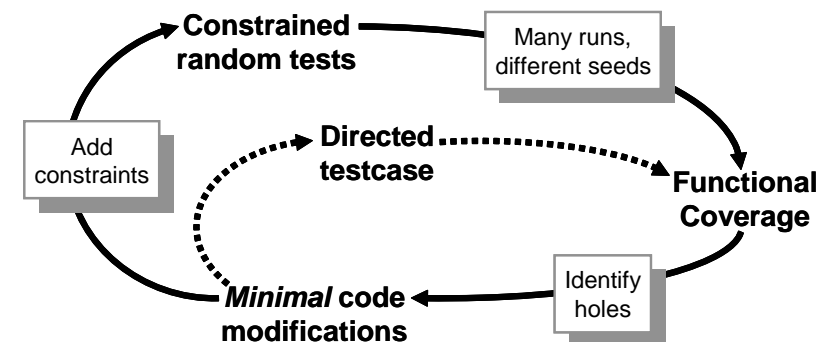 Constrained
random tests
Many runs,
different seeds
Add
constraints
Directed
testcase
Functional
Coverage
Identify
holes
Minimal code
modifications